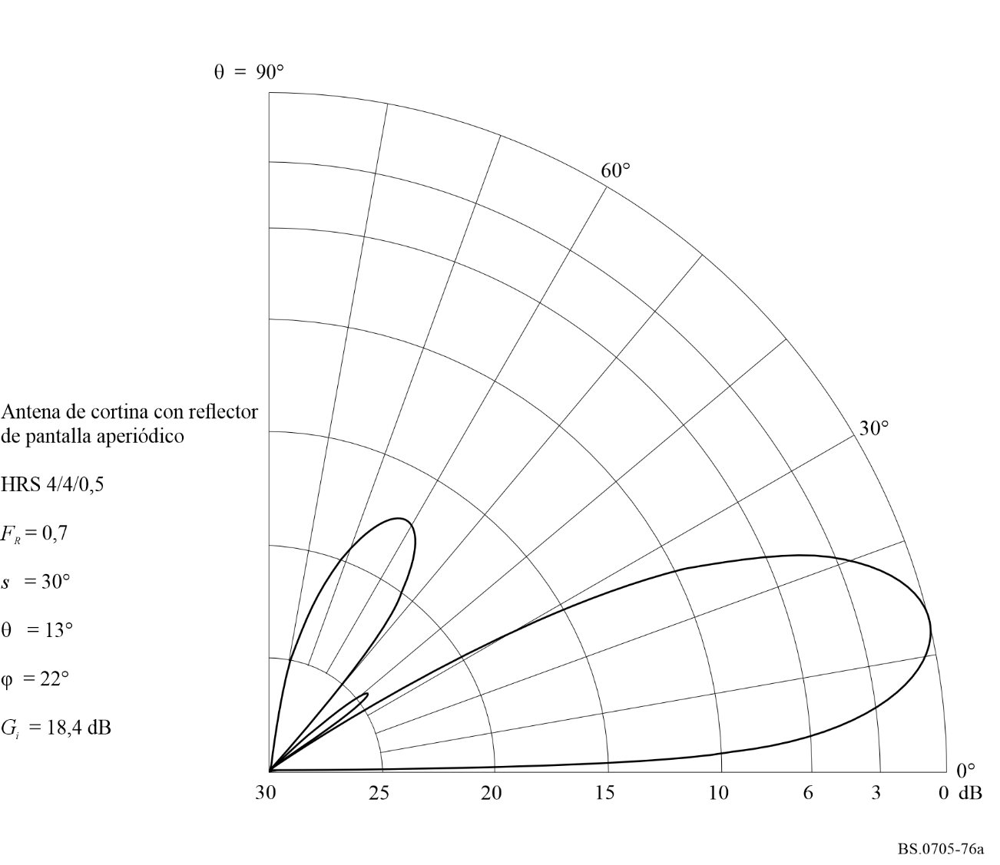 θ = 90°
60°
30°
Antena de cortina con reflector
de pantalla aperiódico
HRS 4/4/0,5
F_R = 0,7
s = 30°
θ = 13°
φ = 22°
G_i = 18,4 dB
0°
30 25 20 15 10 6 3 0 dB
BS.0705-76a